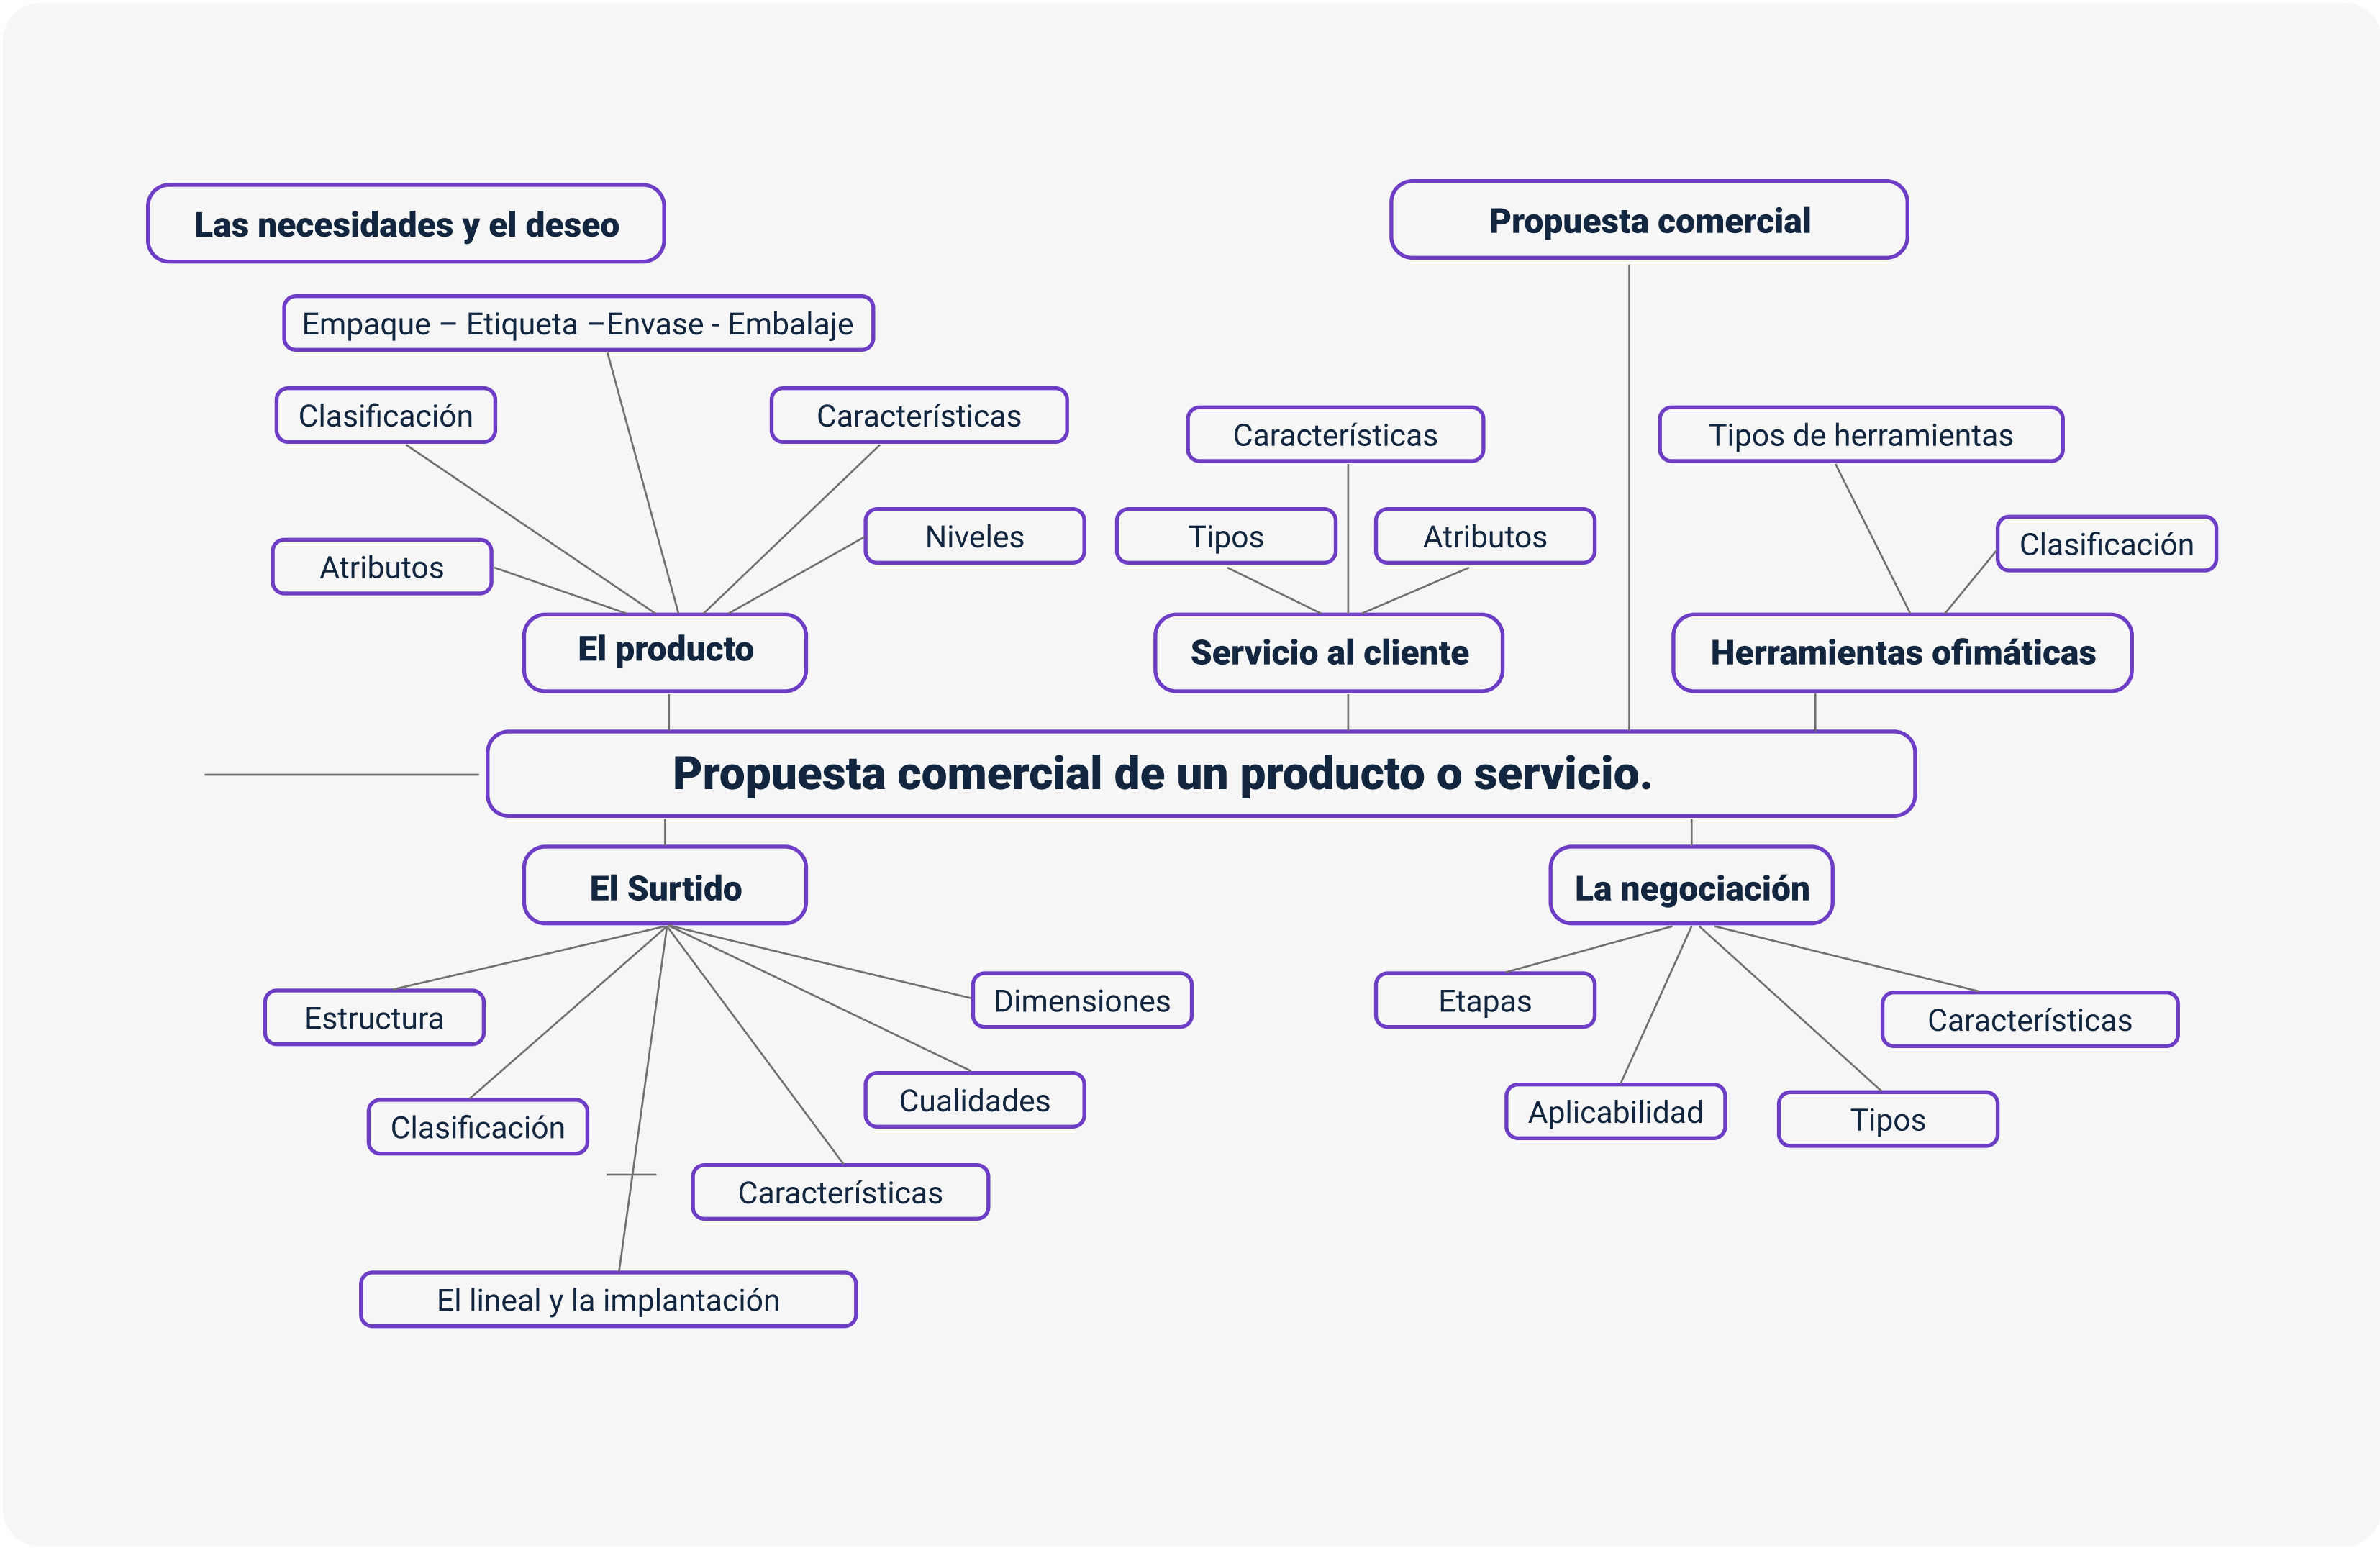 Las necesidades y el deseo
Propuesta comercial
Empaque – Etiqueta –Envase - Embalaje
Clasificación
Características
Características
Tipos de herramientas
Niveles
Tipos
Atributos
Clasificación
Atributos
El producto
Servicio al cliente
Herramientas ofimáticas
Propuesta comercial de un producto o servicio.
El Surtido
La negociación
Estructura
Dimensiones
Etapas
Características
Cualidades
Clasificación
Aplicabilidad
Tipos
Características
El lineal y la implantación